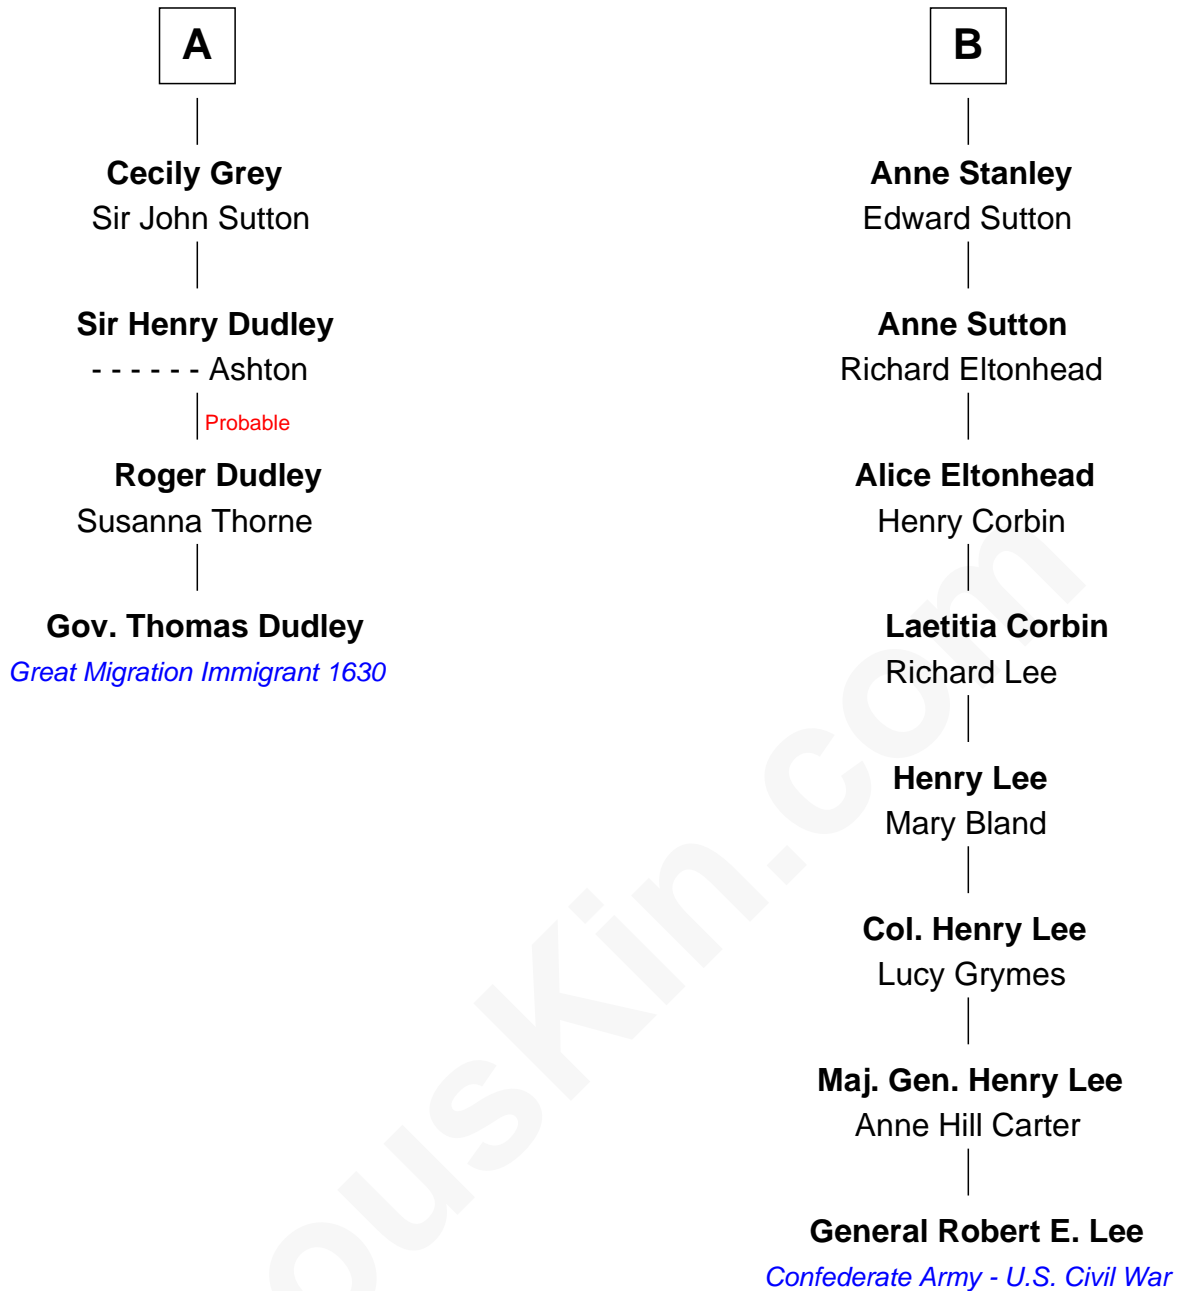 A
Cecily Grey
Sir John Sutton
Sir Henry Dudley
- - - - - - Ashton
Probable
Roger Dudley
Susanna Thorne
Gov. Thomas Dudley
Great Migration Immigrant 1630
B
Anne Stanley
Edward Sutton
Anne Sutton
Richard Eltonhead
Alice Eltonhead
Henry Corbin
Laetitia Corbin
Richard Lee
Henry Lee
Mary Bland
Col. Henry Lee
Lucy Grymes
Maj. Gen. Henry Lee
Anne Hill Carter
General Robert E. Lee
Confederate Army - U.S. Civil War
ouskin.com